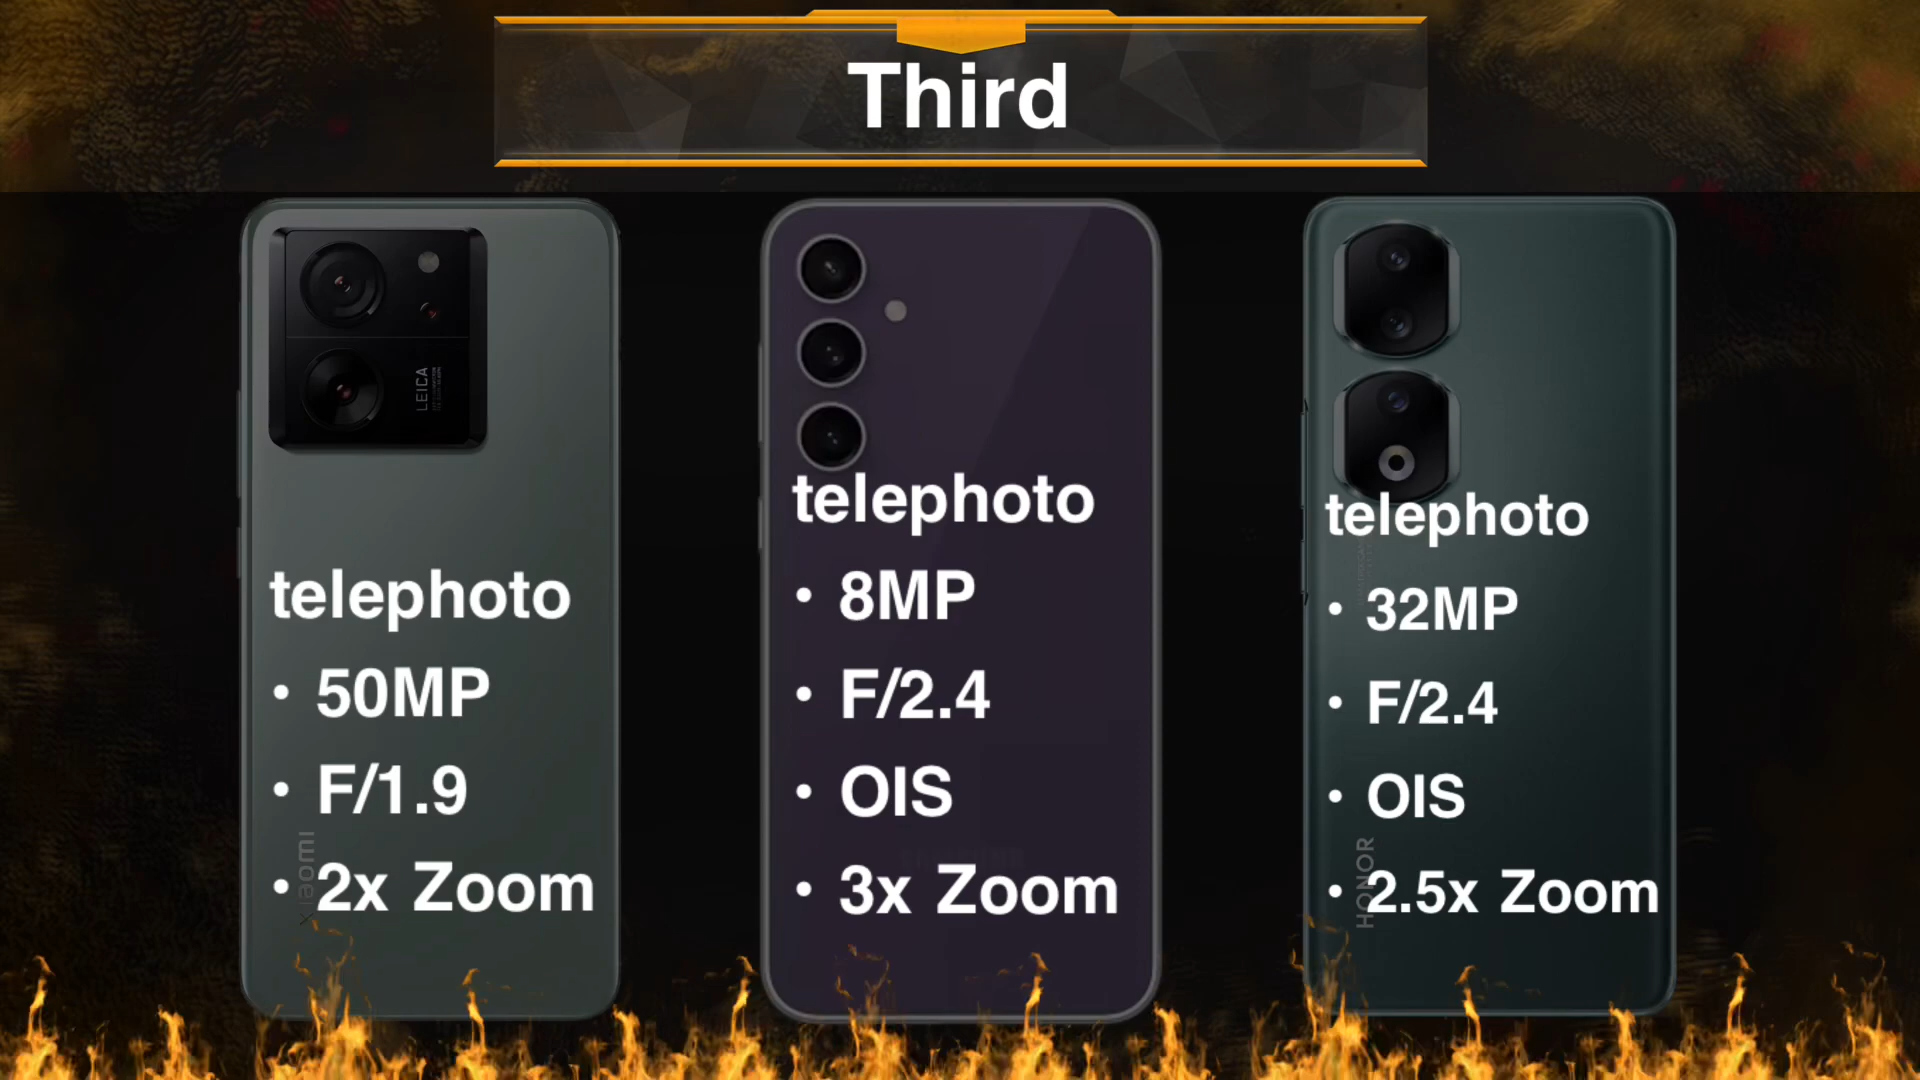 Third
LEICA
telephoto
• 50MP
• F/1.9
• 2x Zoom
xiaomi
telephoto
• 8MP
• F/2.4
• OIS
• 3x Zoom
telephoto
• 32MP
• F/2.4
• OIS
• 2.5x Zoom
HONOR